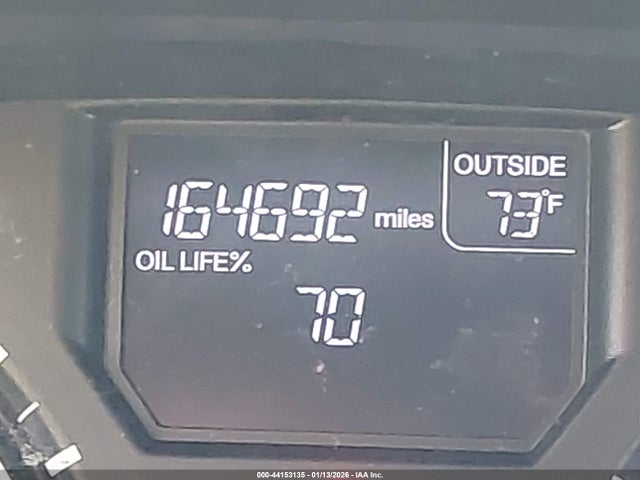 OUTSIDE
164692 miles 73°F
OIL LIFE%
70
000-44153135 - 01/13/2026 - IAA Inc.